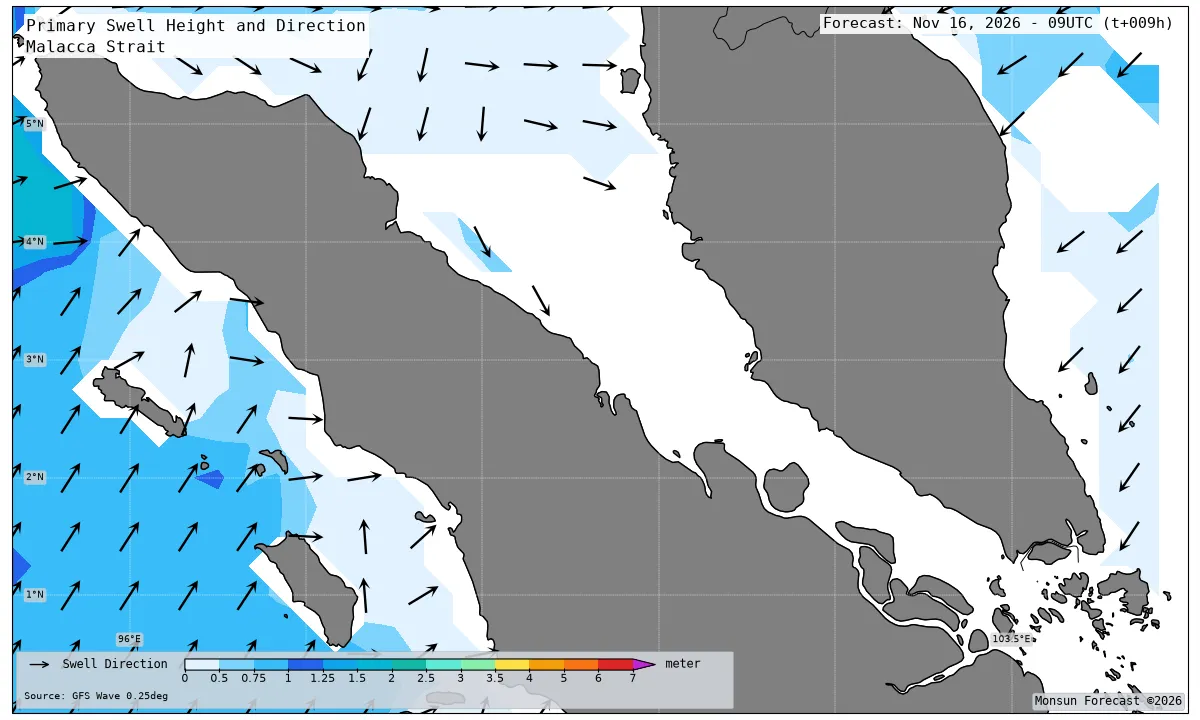 Primary Swell Height and Direction
Malacca Strait
Forecast: Nov 16, 2026 - 09UTC (t+009h)
5°N
4°N
3°N
2°N
1°N
96°E
103.5°E
Swell Direction
meter
0 0.5 0.75 1 1.25 1.5 2 2.5 3 3.5 4 5 6 7
Source: GFS Wave 0.25deg
Monsun Forecast ©2026